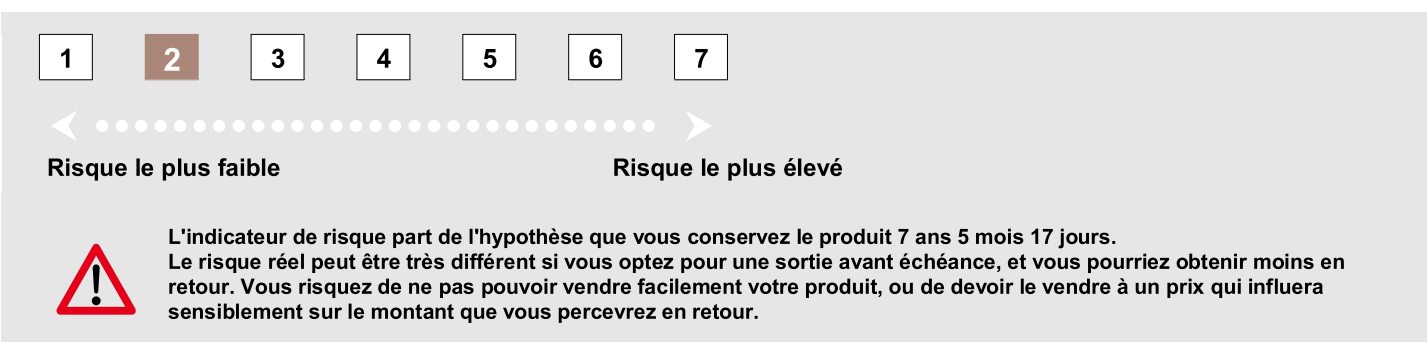 1 2 3 4 5 6 7
Risque le plus faible Risque le plus élevé
L'indicateur de risque part de l'hypothèse que vous conservez le produit 7 ans 5 mois 17 jours.
Le risque réel peut être très différent si vous optez pour une sortie avant échéance, et vous pourriez obtenir moins en
retour. Vous risquez de ne pas pouvoir vendre facilement votre produit, ou de devoir le vendre à un prix qui influera
sensiblement sur le montant que vous percevrez en retour.